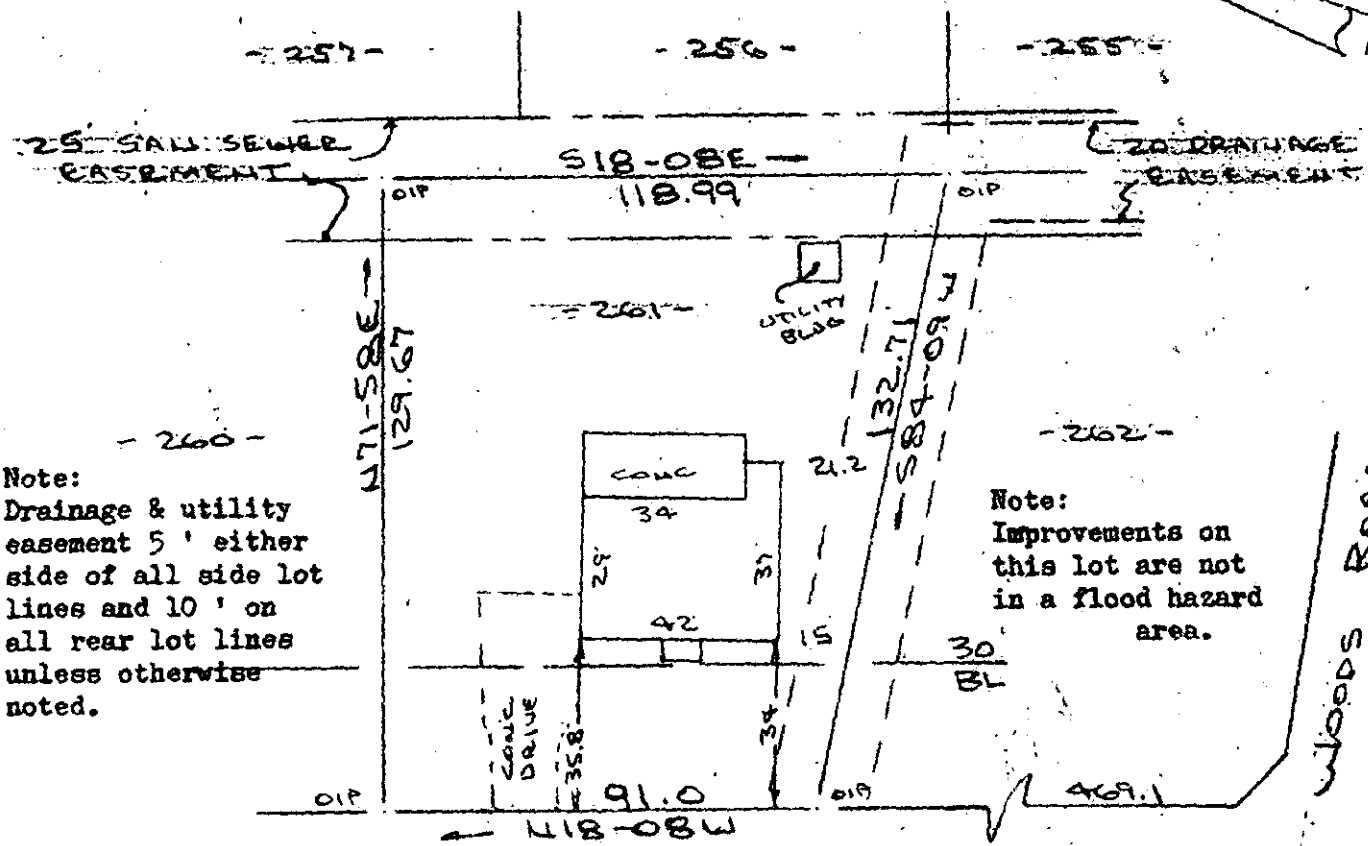 - 257 -
- 256 -
- 255 -
25' SAN. SEWER
EASEMENT
S18-08E
118.99
20 DRAINAGE
EASEMENT
OIP
OIP
N71-58E
129.67
- 261 -
UTILITY
BLDG
132.71
S84-09W
- 260 -
- 262 -
Note:
Drainage & utility
easement 5 ' either
side of all side lot
lines and 10 ' on
all rear lot lines
unless otherwise
noted.
CONC
34
29
37
42
21.2
15
Note:
Improvements on
this lot are not
in a flood hazard
area.
30
BL
CONC
DRIVE
35.8
34
OIP
91.0
OIP
469.1
N18-08W
WOODS